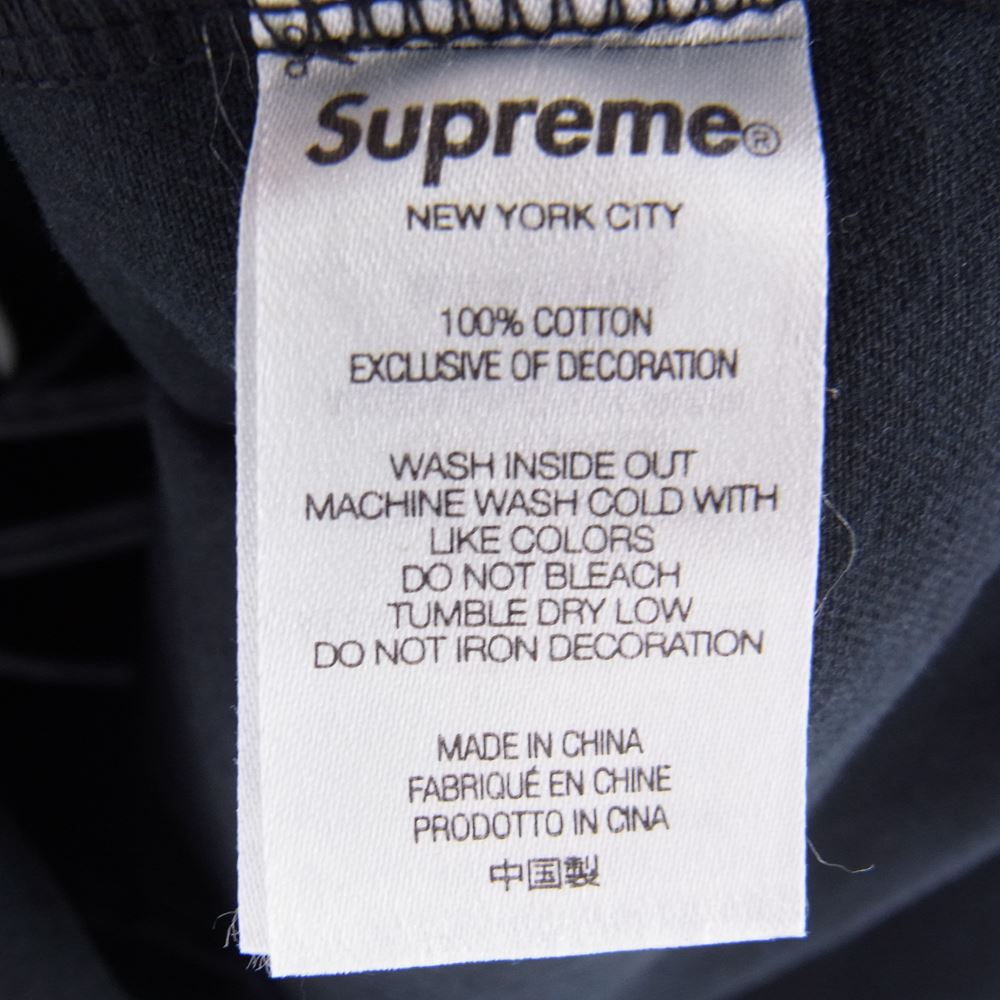 Supreme®
NEW YORK CITY
100% COTTON
EXCLUSIVE OF DECORATION
WASH INSIDE OUT
MACHINE WASH COLD WITH
LIKE COLORS
DO NOT BLEACH
TUMBLE DRY LOW
DO NOT IRON DECORATION
MADE IN CHINA
FABRIQUÉ EN CHINE
PRODOTTO IN CINA
中国製